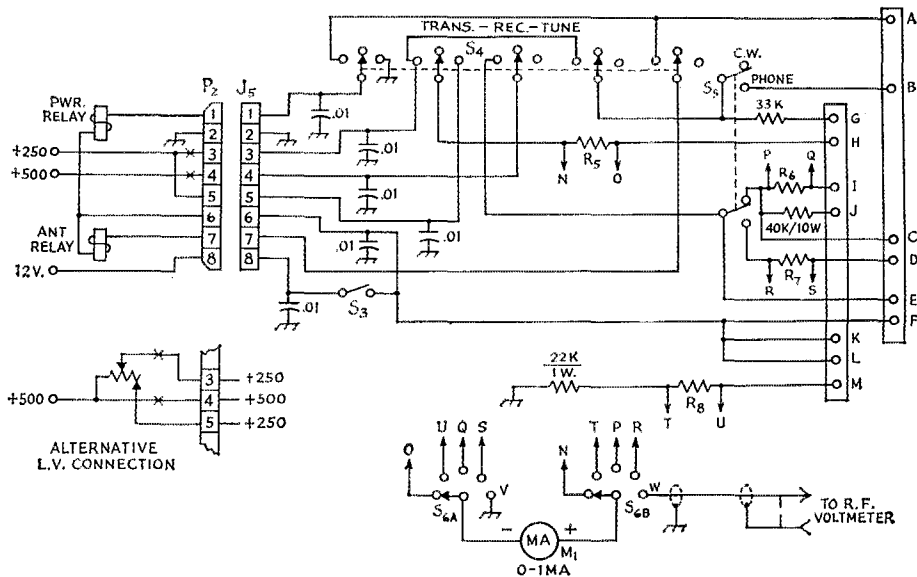 TRANS.-REC.-TUNE
S4
A
C.W.
PHONE
S5
B
P2
J5
PWR. RELAY
1
2
3
4
5
6
7
8
1
2
3
4
5
6
7
8
.01
.01
.01
.01
.01
.01
33K
G
H
R5
N
O
P
Q
R6
I
J
40K/10W
C
D
R7
R
S
E
F
K
L
M
+250
+500
ANT RELAY
12V.
S3
22K
1W.
R8
T
U
3
+250
+500
4
+500
5
+250
ALTERNATIVE
L.V. CONNECTION
O
U
Q
S
V
S6A
N
T
P
R
W
S6B
-
MA
+
M1
0-1MA
TO R.F.
VOLTMETER